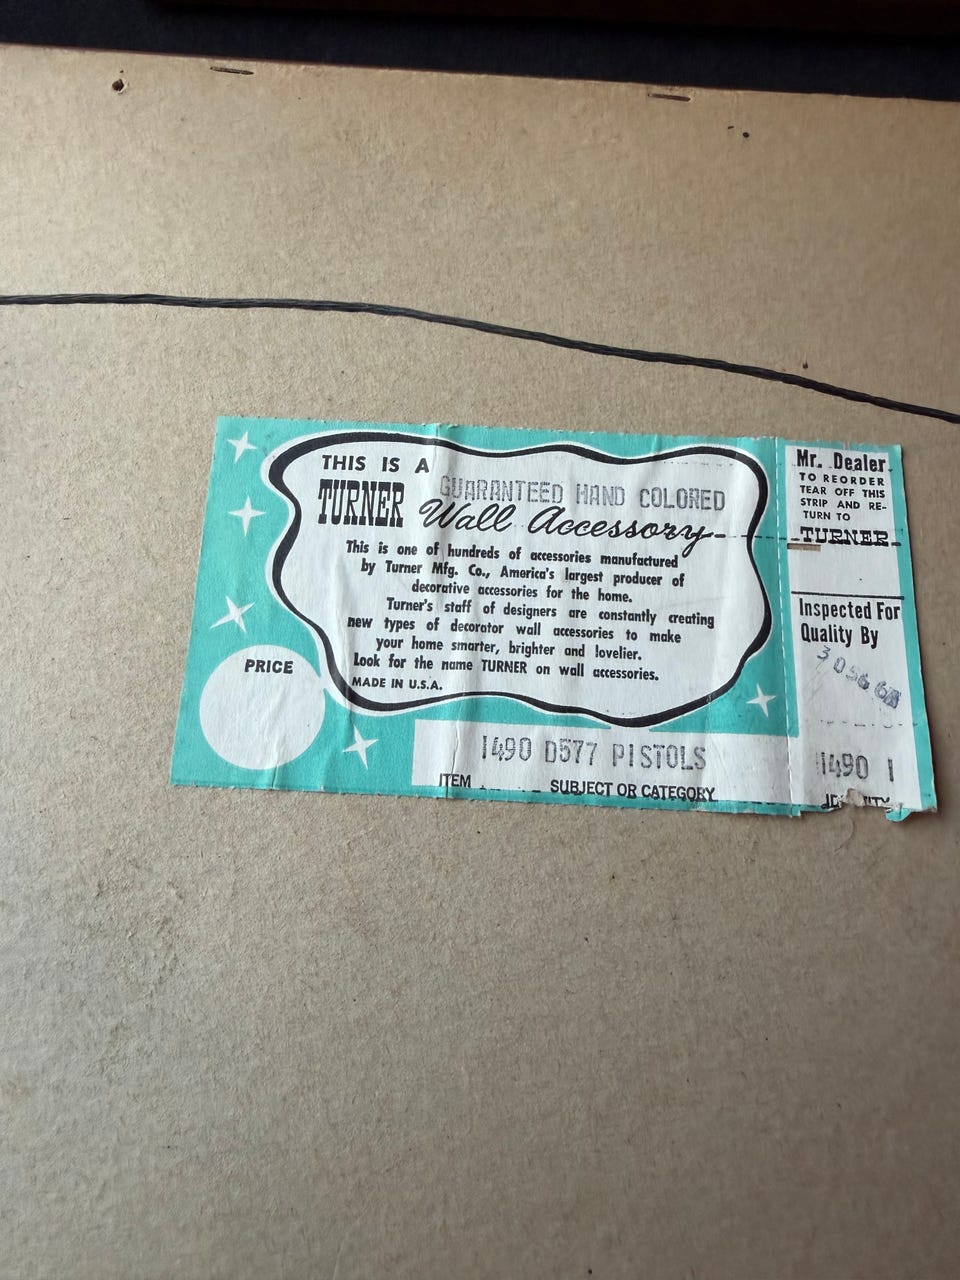 THIS IS A
GUARANTEED HAND COLORED
TURNER Wall Accessory
This is one of hundreds of accessories manufactured
by Turner Mfg. Co., America's largest producer of
decorative accessories for the home.
Turner's staff of designers are constantly creating
new types of decorator wall accessories to make
your home smarter, brighter and lovelier.
Look for the name TURNER on wall accessories.
MADE IN U.S.A.
PRICE
1490 D577 PISTOLS
ITEM SUBJECT OR CATEGORY
Mr. Dealer
TO REORDER
TEAR OFF THIS
STRIP AND RE-
TURN TO
TURNER
Inspected For
Quality By
1490 1